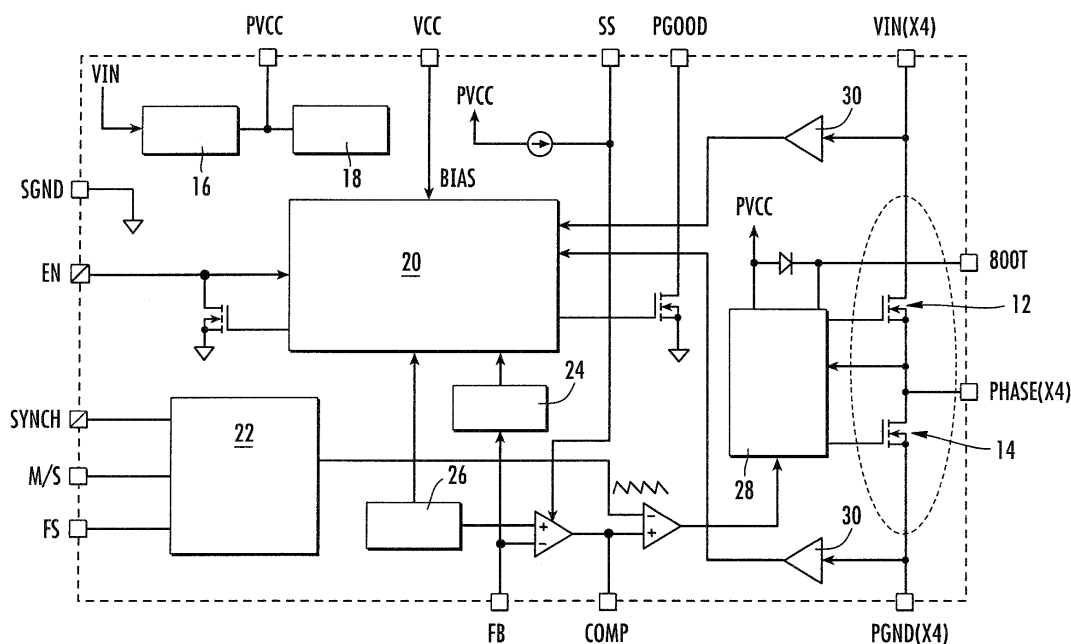 PVCC
VCC
SS
PGOOD
VIN(X4)
VIN
PVCC
30
16
18
BIAS
SGND
PVCC
20
EN
800T
12
24
PHASE(X4)
SYNCH
22
M/S
14
26
28
FS
30
FB
COMP
PGND(X4)
+
−
−
+